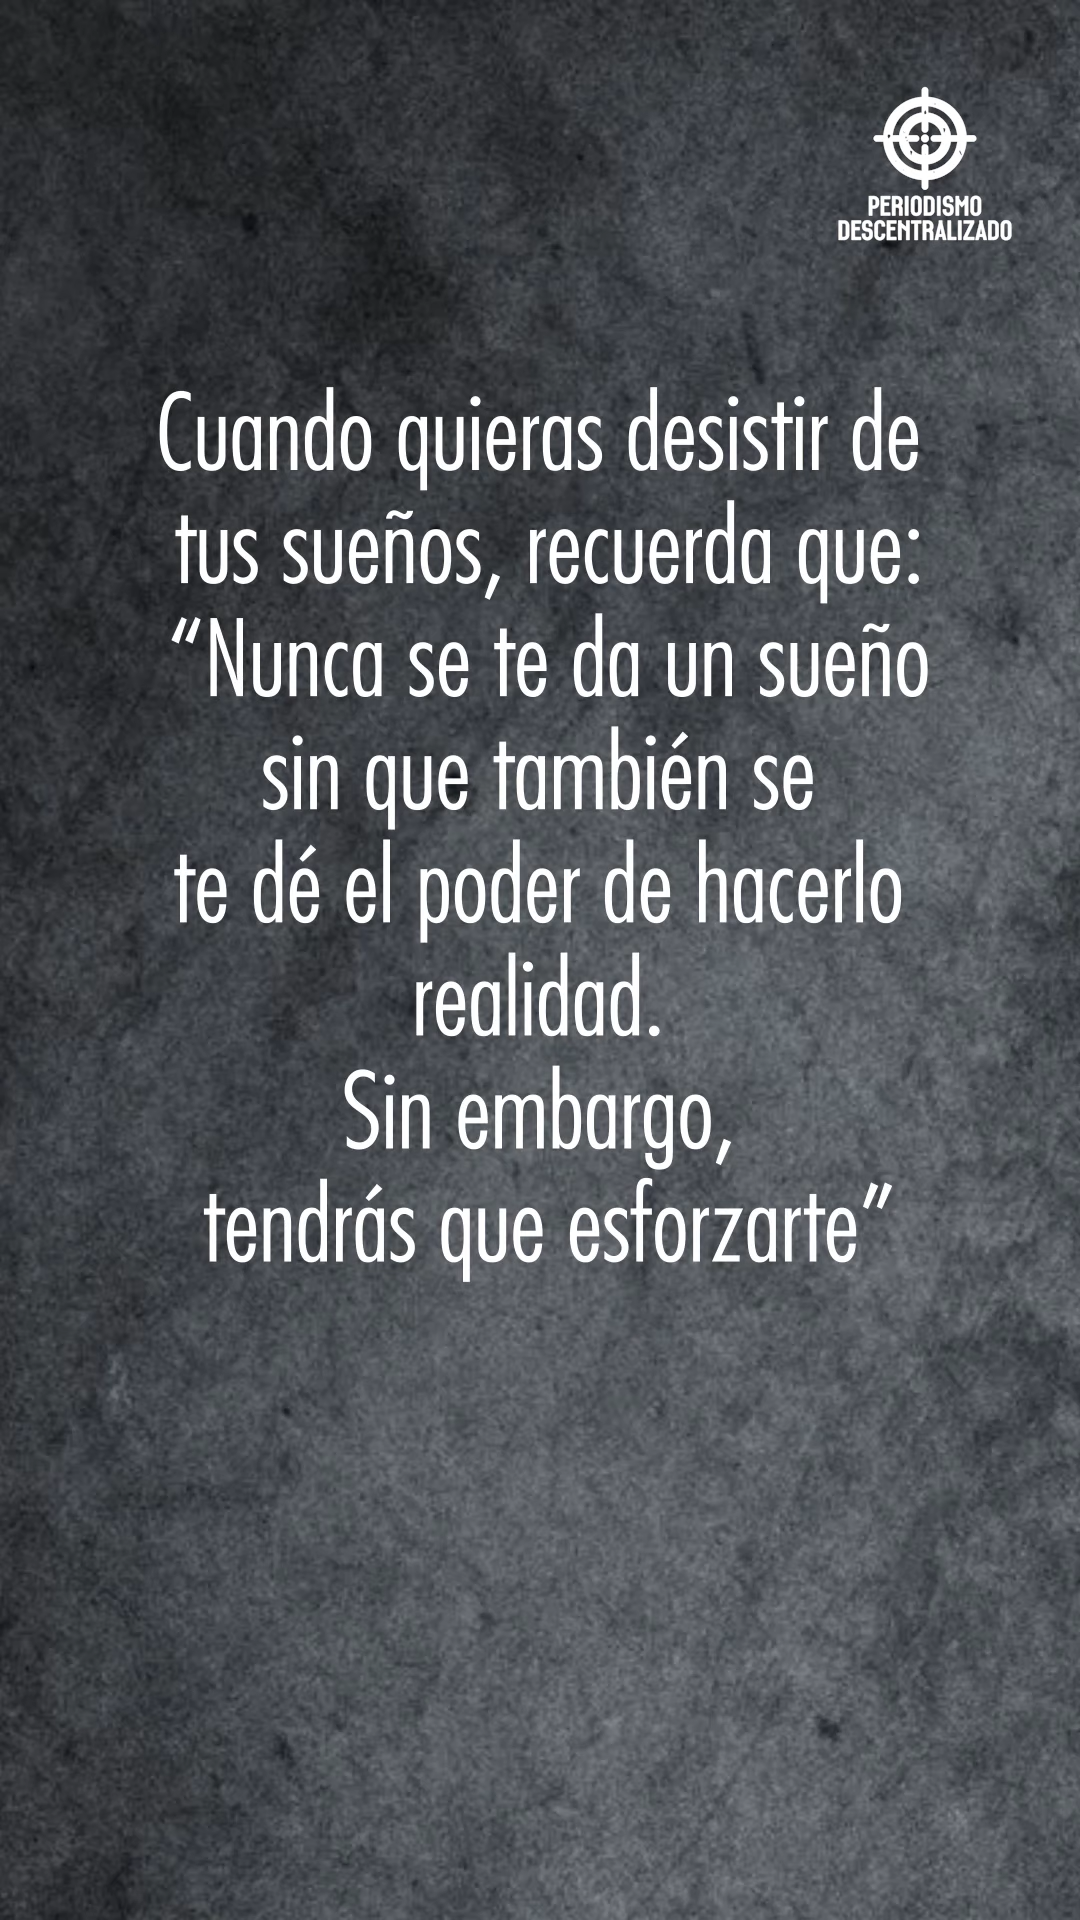 PERIODISMO
DESCENTRALIZADO
Cuando quieras desistir de
tus sueños, recuerda que:
“Nunca se te da un sueño
sin que también se
te dé el poder de hacerlo
realidad.
Sin embargo,
tendrás que esforzarte”